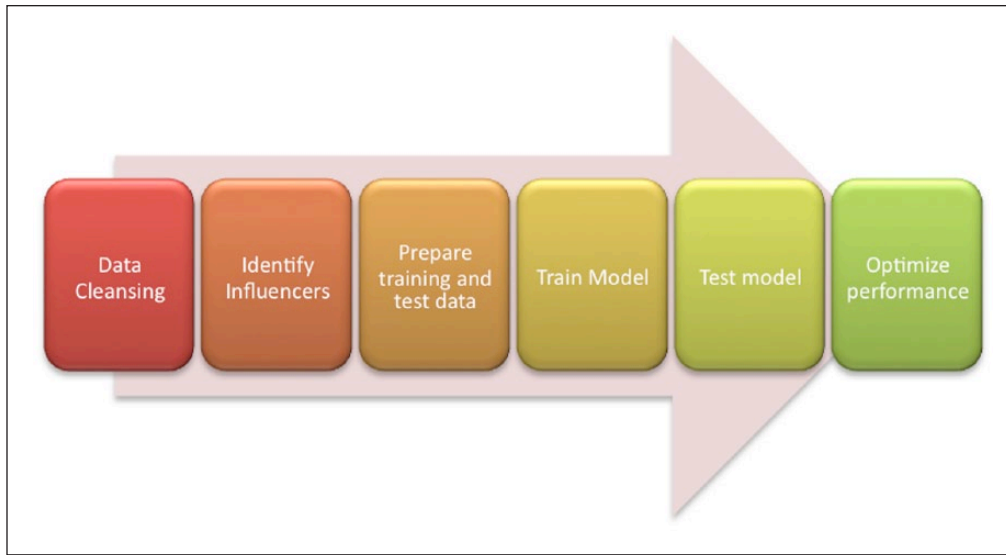 Data
Cleansing
Identify
Influencers
Prepare
training and
test data
Train Model
Test model
Optimize
performance